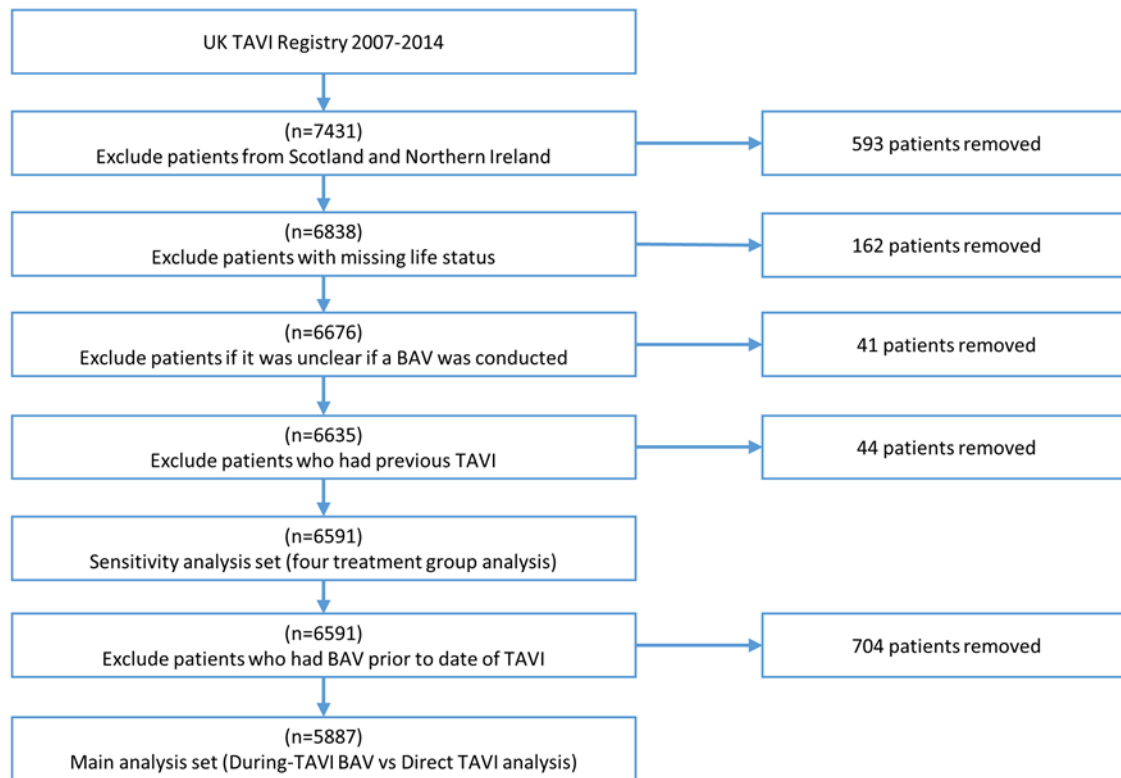 UK TAVI Registry 2007-2014
(n=7431)
Exclude patients from Scotland and Northern Ireland
593 patients removed
(n=6838)
Exclude patients with missing life status
162 patients removed
(n=6676)
Exclude patients if it was unclear if a BAV was conducted
41 patients removed
(n=6635)
Exclude patients who had previous TAVI
44 patients removed
(n=6591)
Sensitivity analysis set (four treatment group analysis)
(n=6591)
Exclude patients who had BAV prior to date of TAVI
704 patients removed
(n=5887)
Main analysis set (During-TAVI BAV vs Direct TAVI analysis)